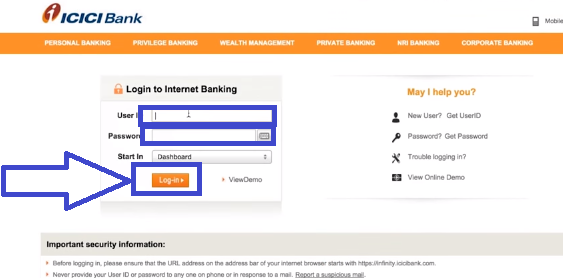 ICICI Bank
Mobile
PERSONAL BANKING PRIVILEGE BANKING WEALTH MANAGEMENT PRIVATE BANKING NRI BANKING CORPORATE BANKING
Login to Internet Banking
User I
Password
Start In Dashboard
Log-in
ViewDemo
May I help you?
New User? Get UserID
Password? Get Password
Trouble logging in?
View Online Demo
Important security information:
Before logging in, please ensure that the URL address on the address bar of your internet browser starts with https://infinity.icicibank.com.
Never provide your User ID or password to any one on phone or in response to a mail. Report a suspicious mail.